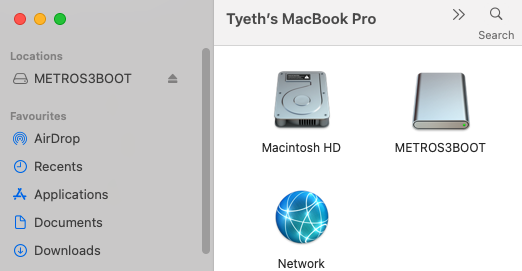 Tyeth's MacBook Pro
Search
Locations
METROS3BOOT
Favourites
AirDrop
Recents
Applications
Documents
Downloads
Macintosh HD
METROS3BOOT
Network